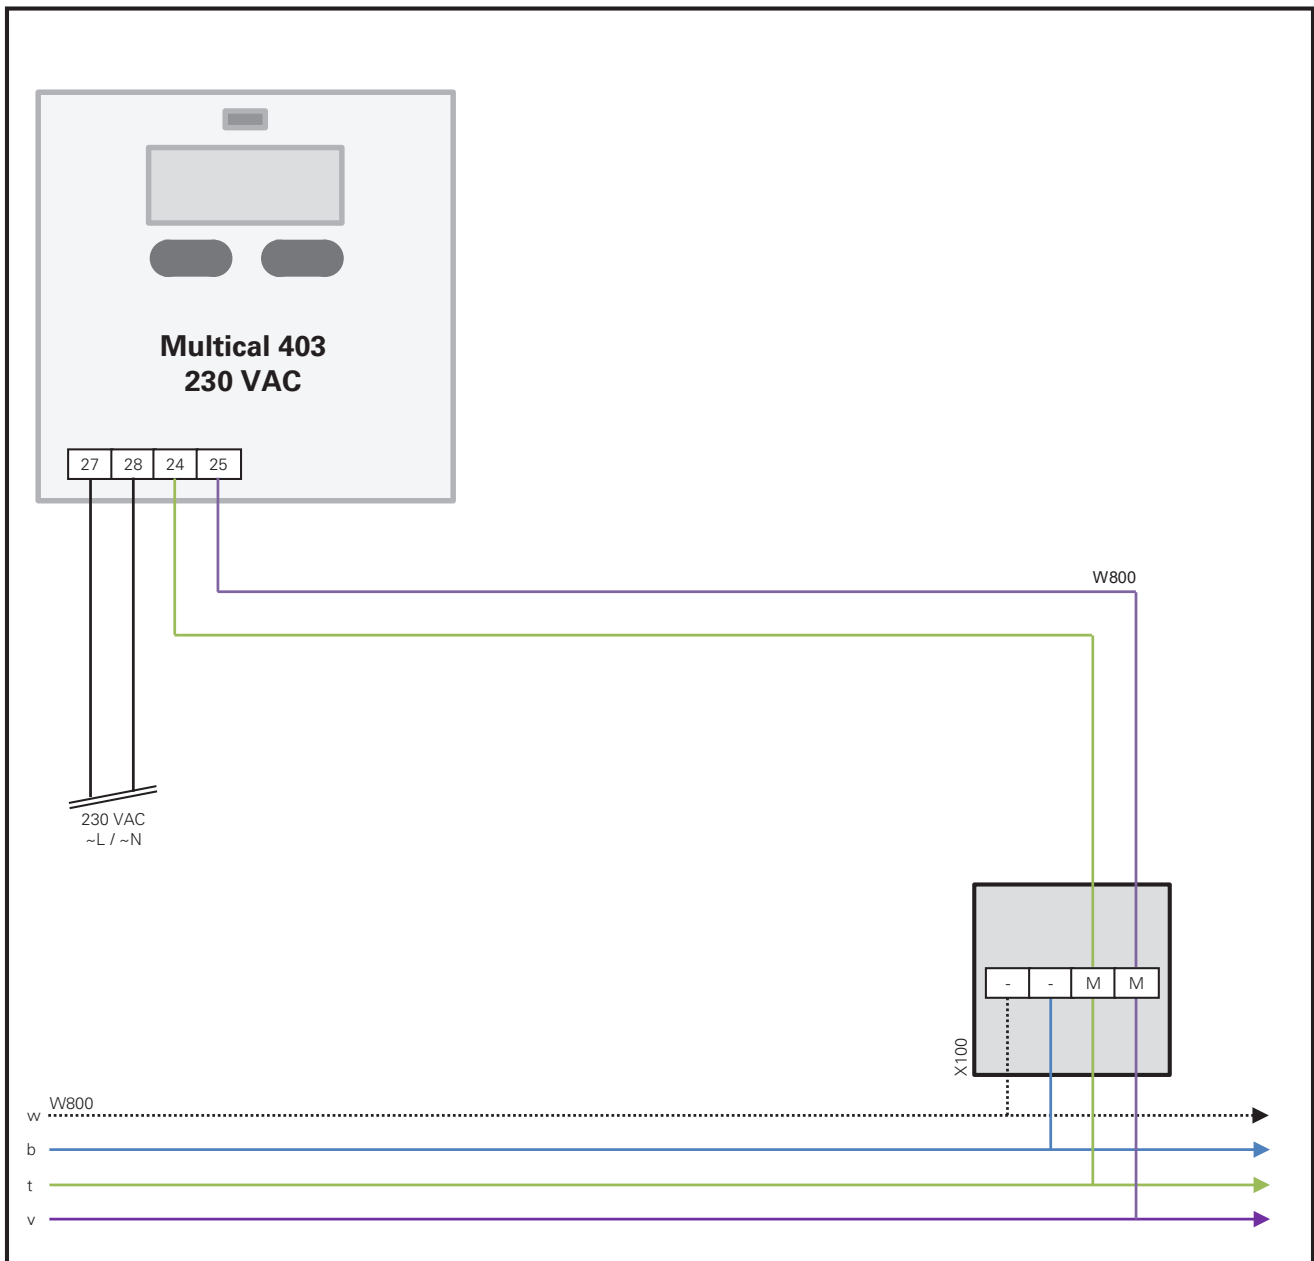 Multical 403
230 VAC
27 28 24 25
W800
230 VAC
~L / ~N
- - M M
X100
W800
w
b
t
v